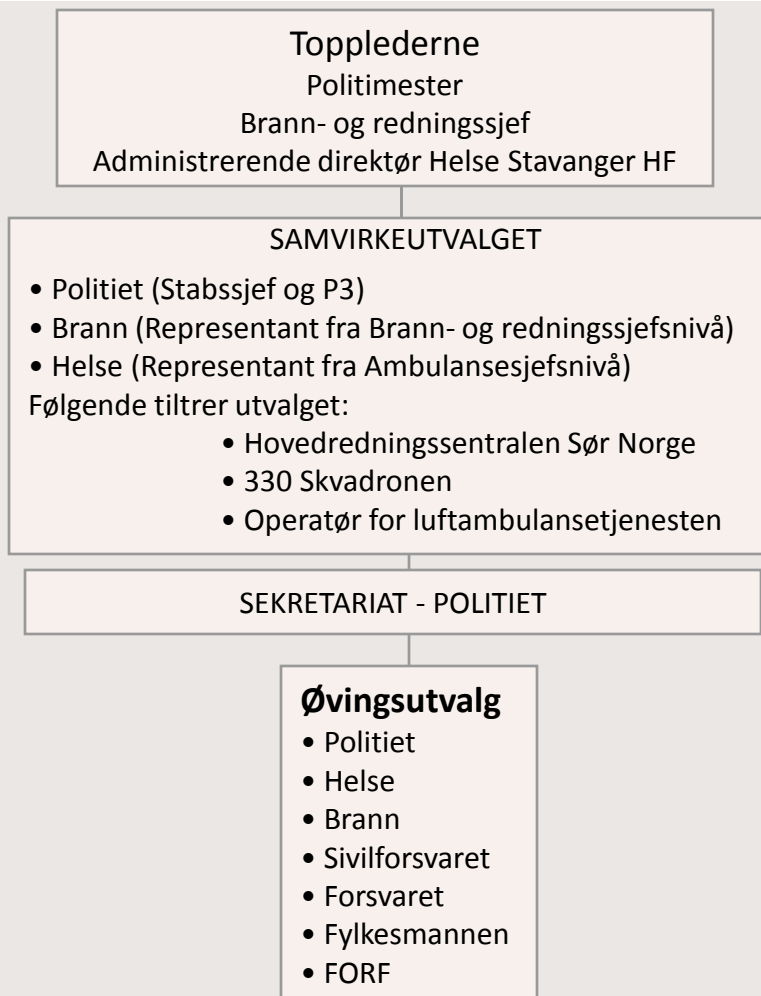 Topplederne
Politimester
Brann- og redningssjef
Administrerende direktør Helse Stavanger HF
SAMVIRKEUTVALGET
• Politiet (Stabssjef og P3)
• Brann (Representant fra Brann- og redningssjefsnivå)
• Helse (Representant fra Ambulansesjefsnivå)
Følgende tiltrer utvalget:
• Hovedredningssentralen Sør Norge
• 330 Skvadronen
• Operatør for luftambulansetjenesten
SEKRETARIAT - POLITIET
Øvingsutvalg
• Politiet
• Helse
• Brann
• Sivilforsvaret
• Forsvaret
• Fylkesmannen
• FORF